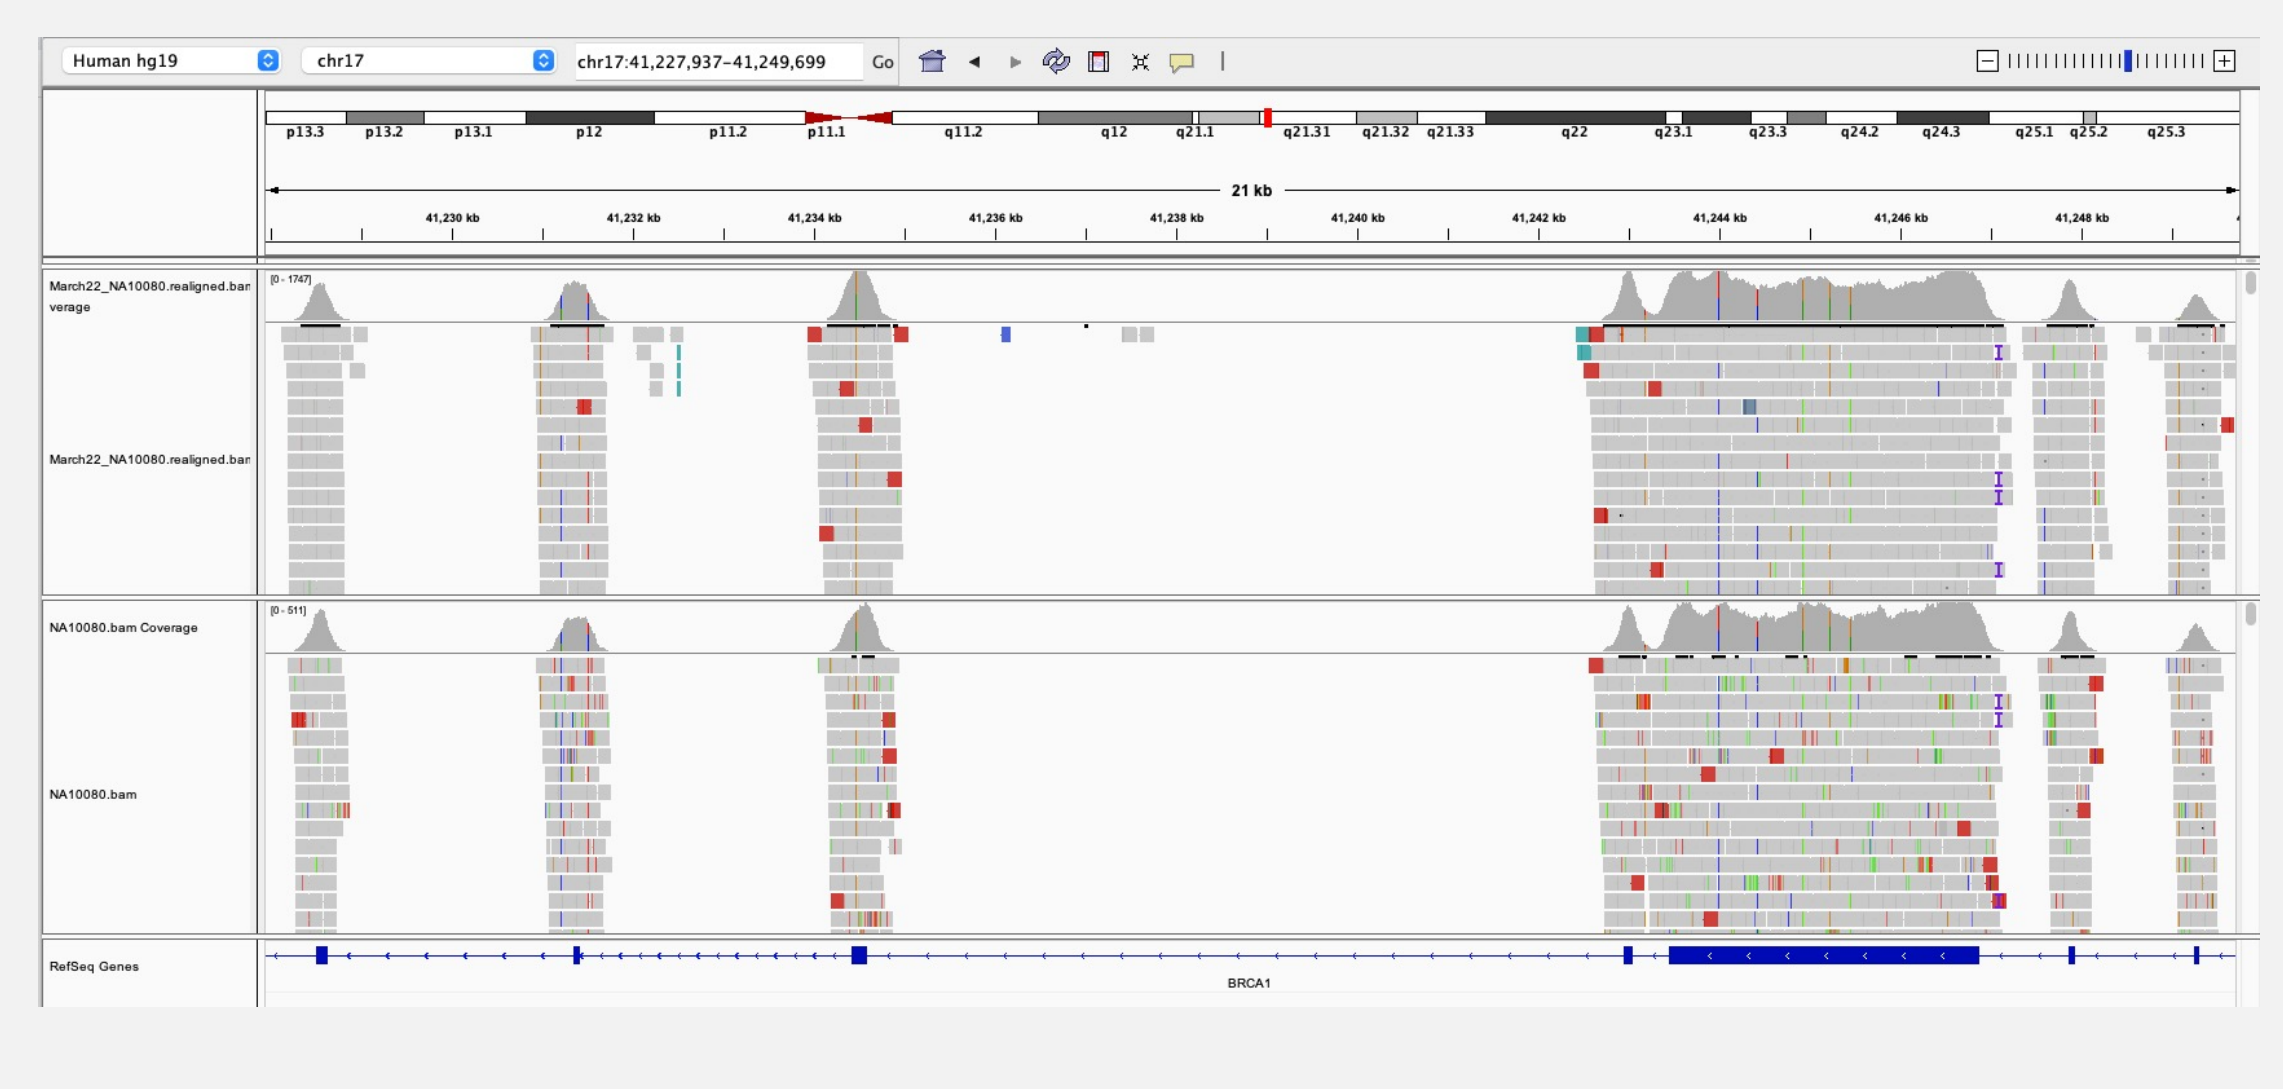 Human hg19 chr17 chr17:41,227,937-41,249,699 Go
p13.3 p13.2 p13.1 p12 p11.2 p11.1 q11.2 q12 q21.1 q21.31 q21.32 q21.33 q22 q23.1 q23.3 q24.2 q24.3 q25.1 q25.2 q25.3
21 kb
41,230 kb 41,232 kb 41,234 kb 41,236 kb 41,238 kb 41,240 kb 41,242 kb 41,244 kb 41,246 kb 41,248 kb
[0 - 1747]
March22_NA10080.realigned.bam
verage
March22_NA10080.realigned.bam
[0 - 511]
NA10080.bam Coverage
NA10080.bam
RefSeq Genes
BRCA1